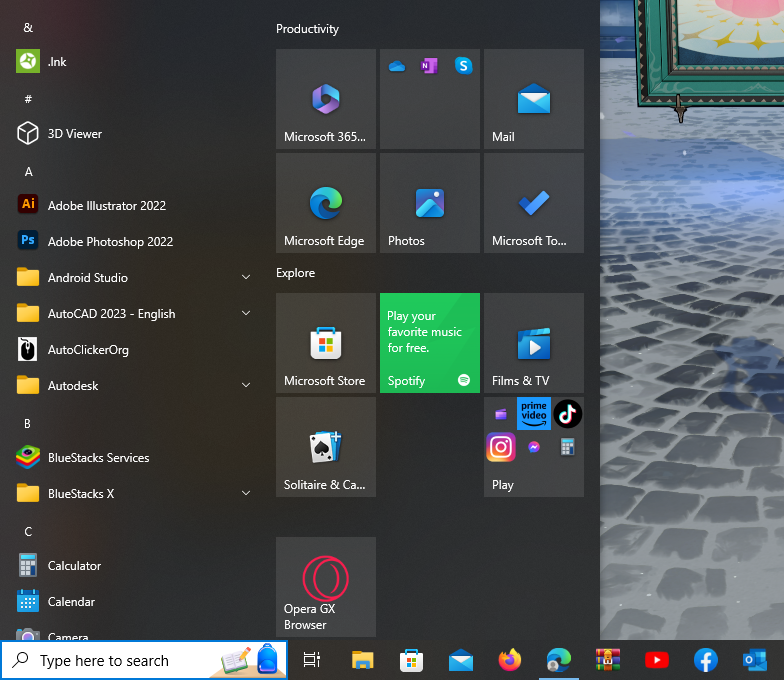 &
.lnk
#
3D Viewer
A
Ai
Adobe Illustrator 2022
Ps
Adobe Photoshop 2022
Android Studio
AutoCAD 2023 - English
AutoClickerOrg
Autodesk
B
BlueStacks Services
BlueStacks X
C
Calculator
Calendar
Camera
Productivity
Microsoft 365...
N
S
Mail
Microsoft Edge
Photos
Microsoft To...
Explore
Microsoft Store
Play your
favorite music
for free.
Spotify
Films & TV
Solitaire & Ca...
prime
video
Play
Opera GX
Browser
Type here to search